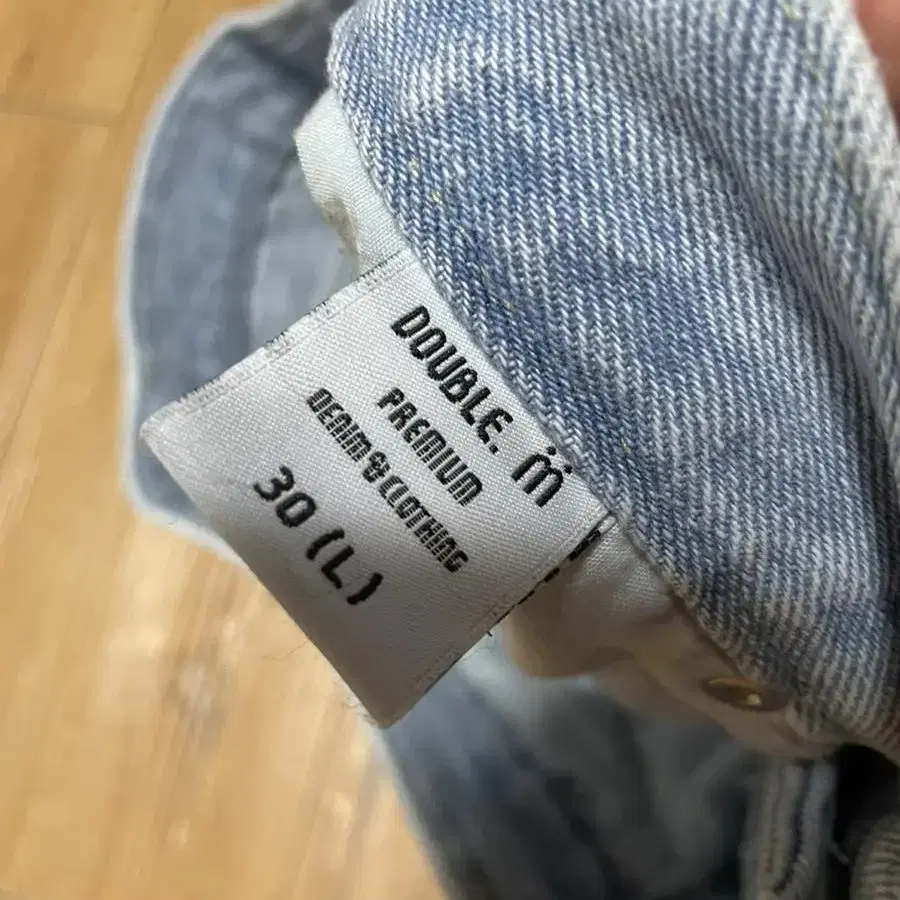 DOUBLE. m̈
PREMIUM
DENIM & CLOTHING
30 (L)